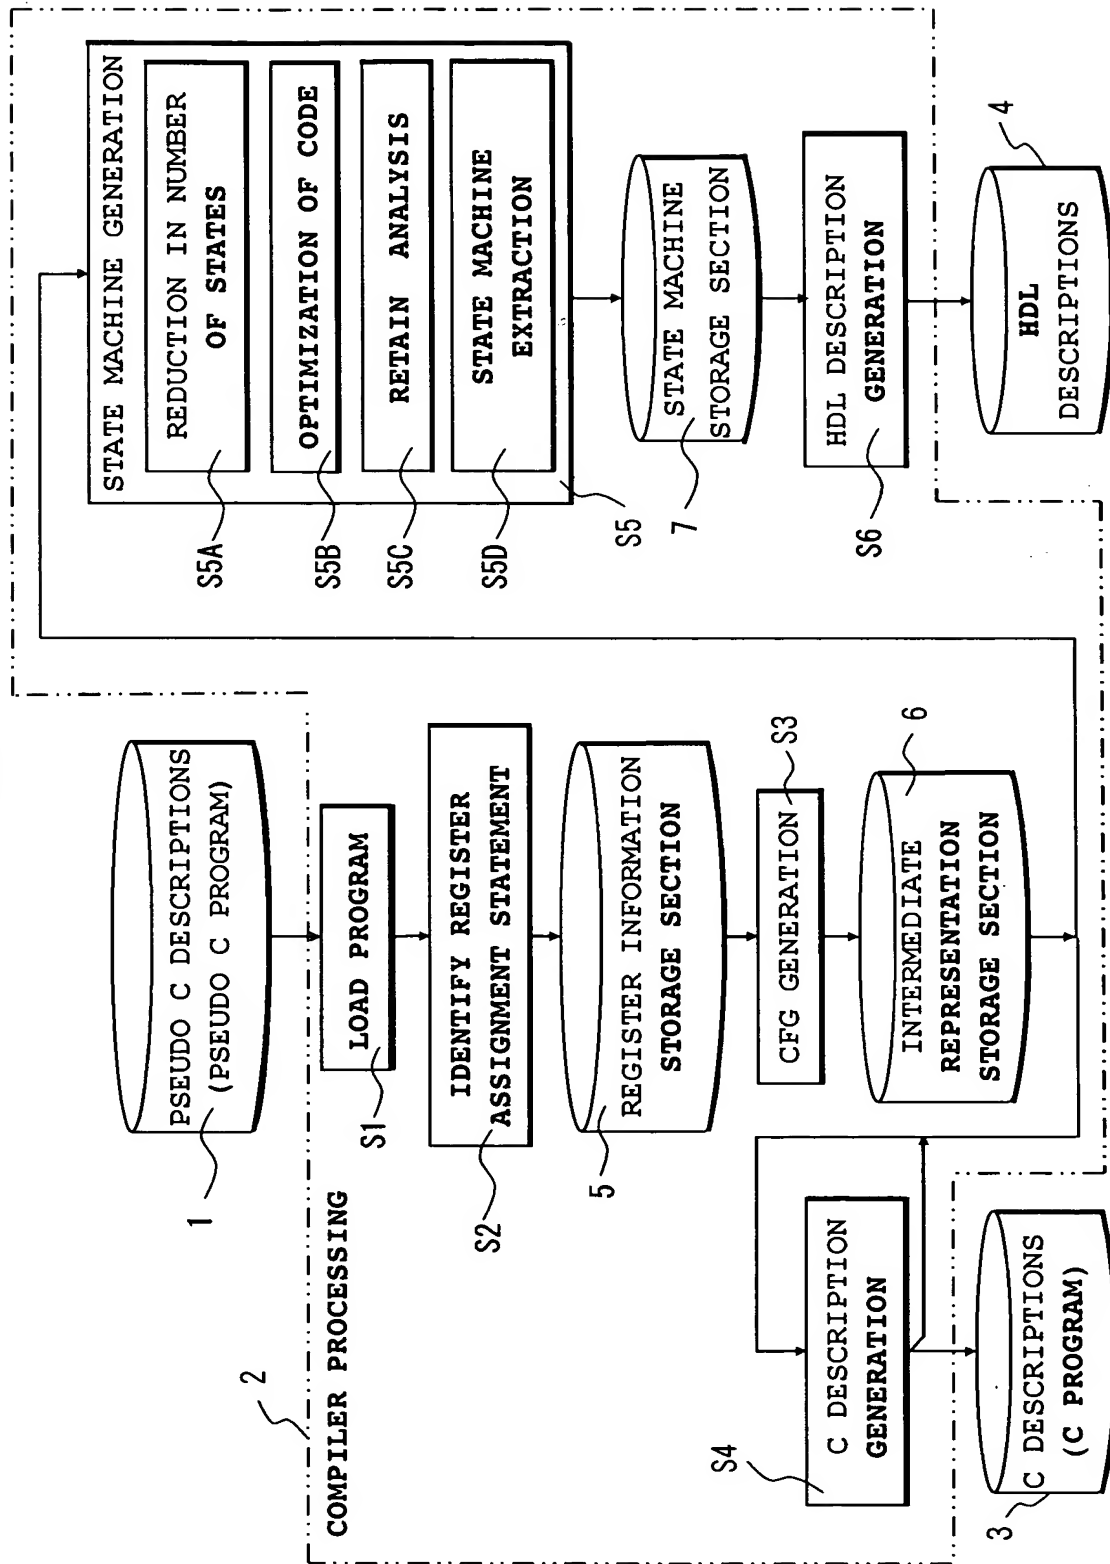 1
PSEUDO C DESCRIPTIONS
(PSEUDO C PROGRAM)
2
COMPILER PROCESSING
S1
LOAD PROGRAM
S2
IDENTIFY REGISTER
ASSIGNMENT STATEMENT
5
REGISTER INFORMATION
STORAGE SECTION
CFG GENERATION
S3
INTERMEDIATE
REPRESENTATION
STORAGE SECTION
6
S4
C DESCRIPTION
GENERATION
3
C DESCRIPTIONS
(C PROGRAM)
STATE MACHINE GENERATION
S5A
REDUCTION IN NUMBER
OF STATES
S5B
OPTIMIZATION OF CODE
S5C
RETAIN ANALYSIS
S5D
STATE MACHINE
EXTRACTION
S5
7
STATE MACHINE
STORAGE SECTION
S6
HDL DESCRIPTION
GENERATION
4
HDL
DESCRIPTIONS